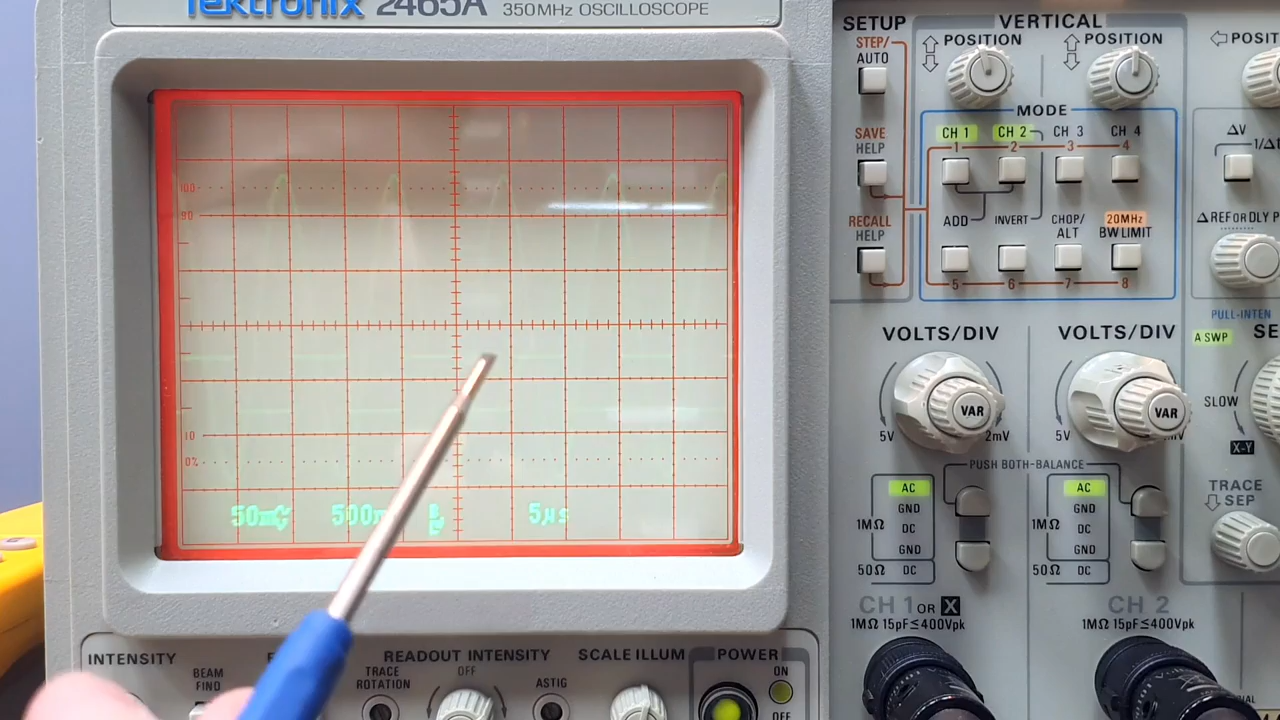 Tektronix 2465A 350MHz OSCILLOSCOPE
100
90
10
0%
50m
500m
5µs
INTENSITY
BEAM
FIND
READOUT INTENSITY
TRACE
ROTATION
OFF
ASTIG
SCALE ILLUM
POWER
ON
OFF
SETUP
STEP/
AUTO
SAVE
HELP
RECALL
HELP
VERTICAL
POSITION
POSITION
MODE
CH 1 CH 2 CH 3 CH 4
1 2 3 4
ADD INVERT CHOP/
ALT
20MHz
BW LIMIT
5 6 7 8
VOLTS/DIV
VAR
5V 2mV
VOLTS/DIV
VAR
5V
PUSH BOTH-BALANCE
AC
GND
1MΩ DC
GND
50Ω DC
AC
GND
1MΩ DC
GND
50Ω DC
CH 1 OR X
1MΩ 15pF≤400Vpk
CH 2
1MΩ 15pF≤400Vpk
ΔV
Δ REF OR DLY
PULL-INTEN
A SWP
SLOW
X-Y
TRACE
SEP